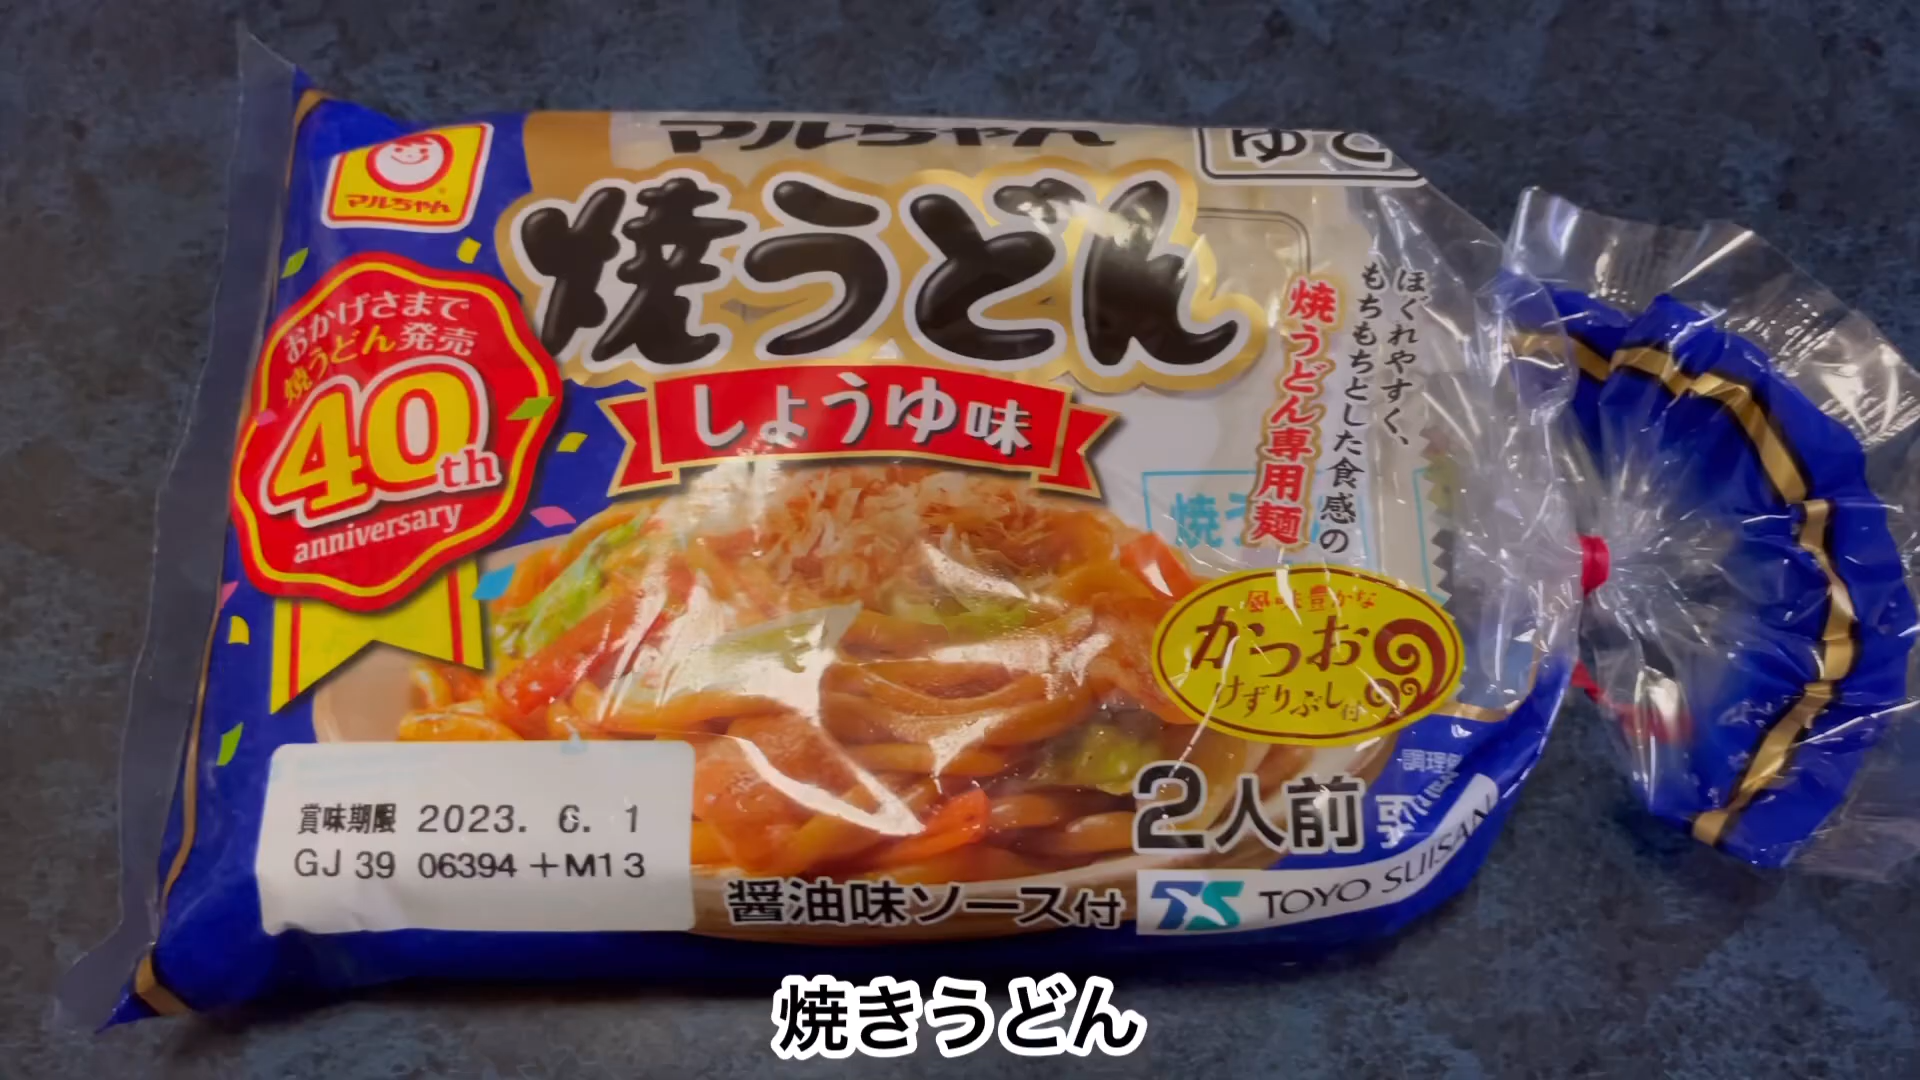 マルちゃん
ゆで
マルちゃん
焼うどん
しょうゆ味
おかげさまで
焼うどん発売
40th
anniversary
ほぐれやすく、
もちもちとした食感の
焼うどん専用麺
風味豊かな
かつお
けずりぶし付
賞味期限 2023. 6. 1
GJ 39 06394 +M13
2人前
醤油味ソース付
TOYO SUISAN
焼きうどん